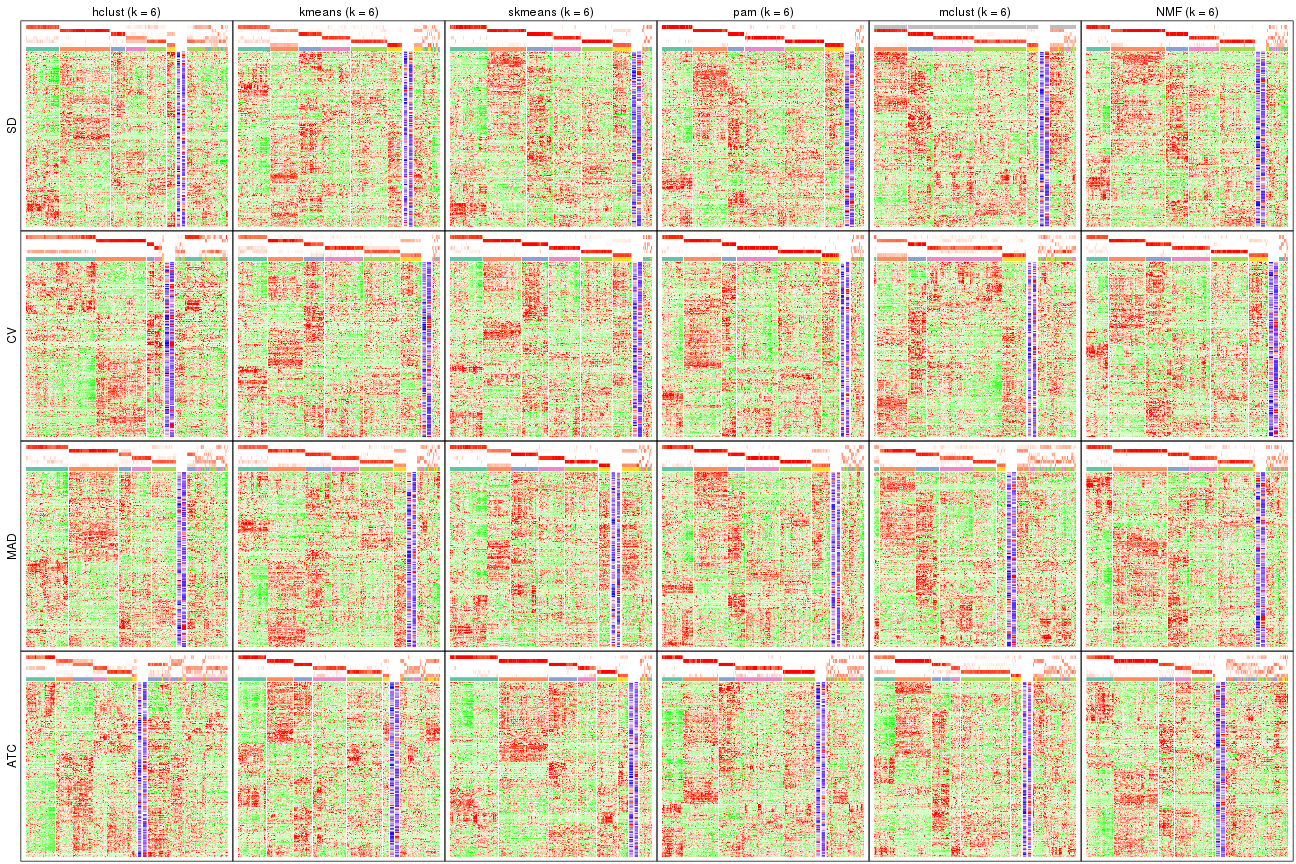 hclust (k = 6) kmeans (k = 6) skmeans (k = 6) pam (k = 6) mclust (k = 6) NMF (k = 6)
SD
CV
MAD
ATC